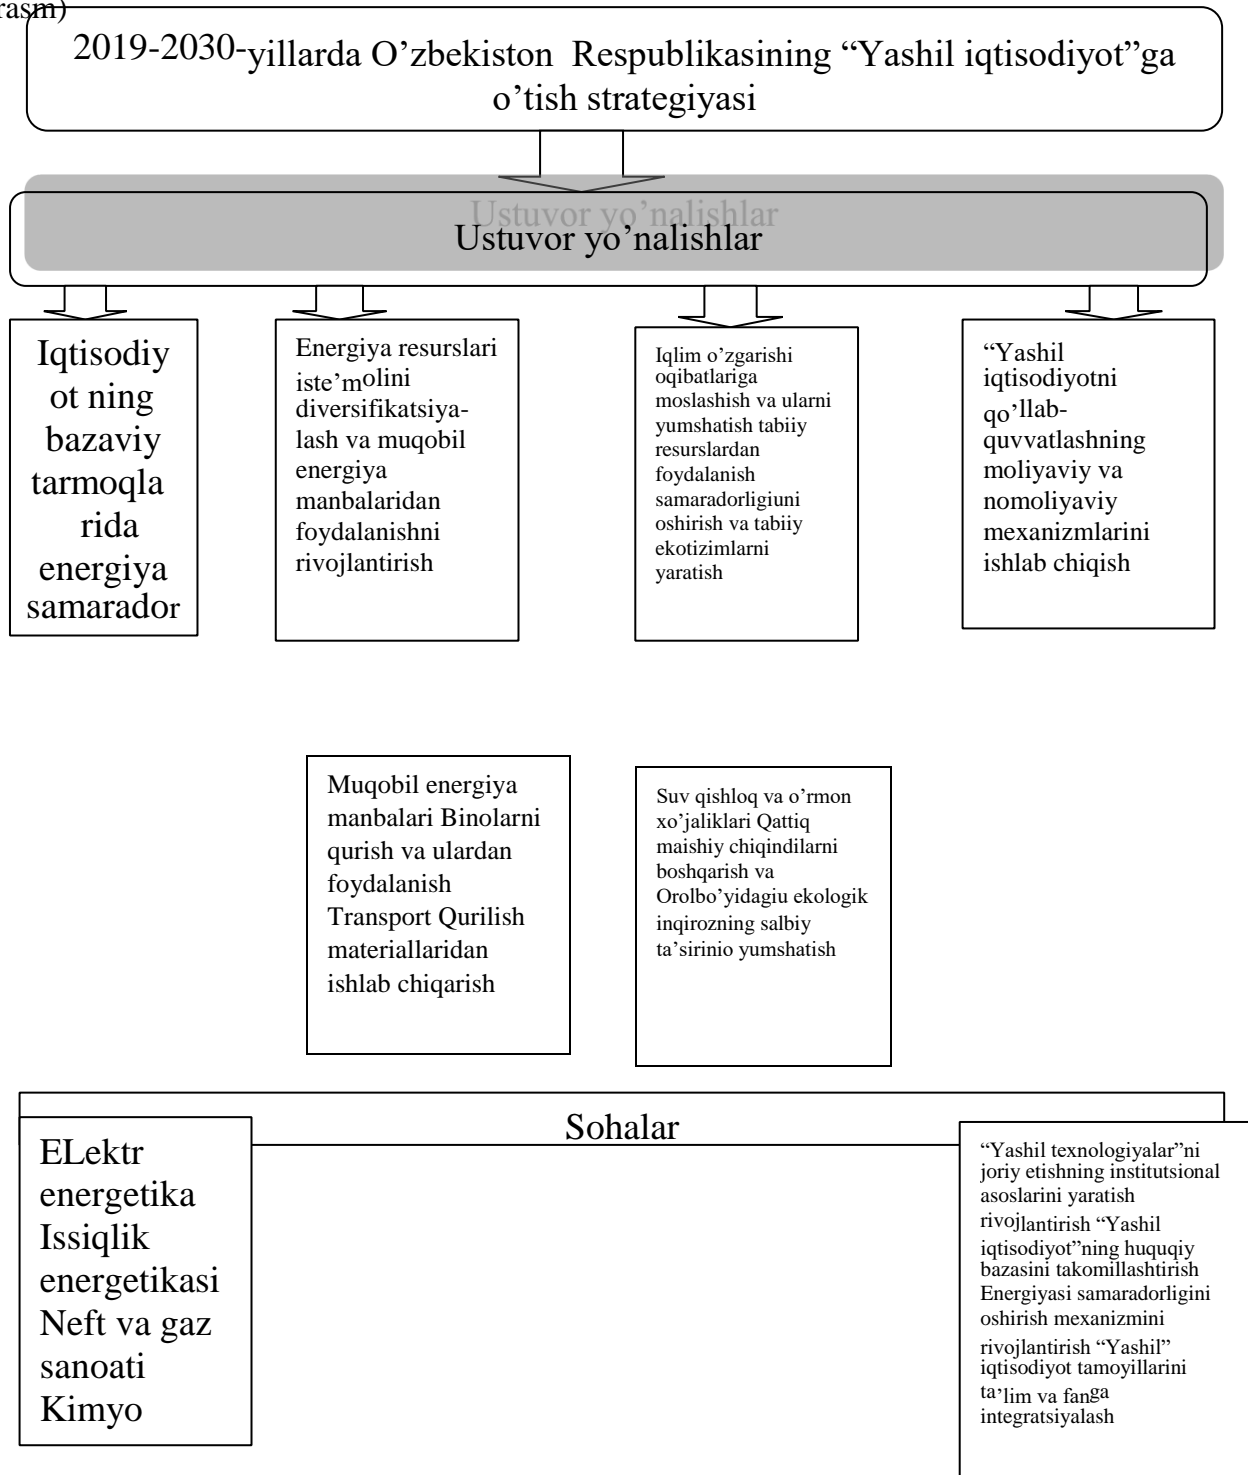 rasm)
2019-2030-yillarda O’zbekiston Respublikasining “Yashil iqtisodiyot”ga
o’tish strategiyasi
Ustuvor yo’nalishlar
Ustuvor yo’nalishlar
Iqtisodiy
ot ning
bazaviy
tarmoqla
rida
energiya
samarador
Energiya resurslari
iste’molini
diversifikatsiya-
lash va muqobil
energiya
manbalaridan
foydalanishni
rivojlantirish
Iqlim o’zgarishi
oqibatlariga
moslashish va ularni
yumshatish tabiiy
resurslardan
foydalanish
samaradorligiuni
oshirish va tabiiy
ekotizimlarni
yaratish
“Yashil
iqtisodiyotni
qo’llab-
quvvatlashning
moliyaviy va
nomoliyaviy
mexanizmlarini
ishlab chiqish
Muqobil energiya
manbalari Binolarni
qurish va ulardan
foydalanish
Transport Qurilish
materiallaridan
ishlab chiqarish
Suv qishloq va o’rmon
xo’jaliklari Qattiq
maishiy chiqindilarni
boshqarish va
Orolbo’yidagiu ekologik
inqirozning salbiy
ta’sirinio yumshatish
Sohalar
ELektr
energetika
Issiqlik
energetikasi
Neft va gaz
sanoati
Kimyo
“Yashil texnologiyalar”ni
joriy etishning institutsional
asoslarini yaratish
rivojlantirish “Yashil
iqtisodiyot”ning huquqiy
bazasini takomillashtirish
Energiyasi samaradorligini
oshirish mexanizmini
rivojlantirish “Yashil”
iqtisodiyot tamoyillarini
ta’lim va fanga
integratsiyalash